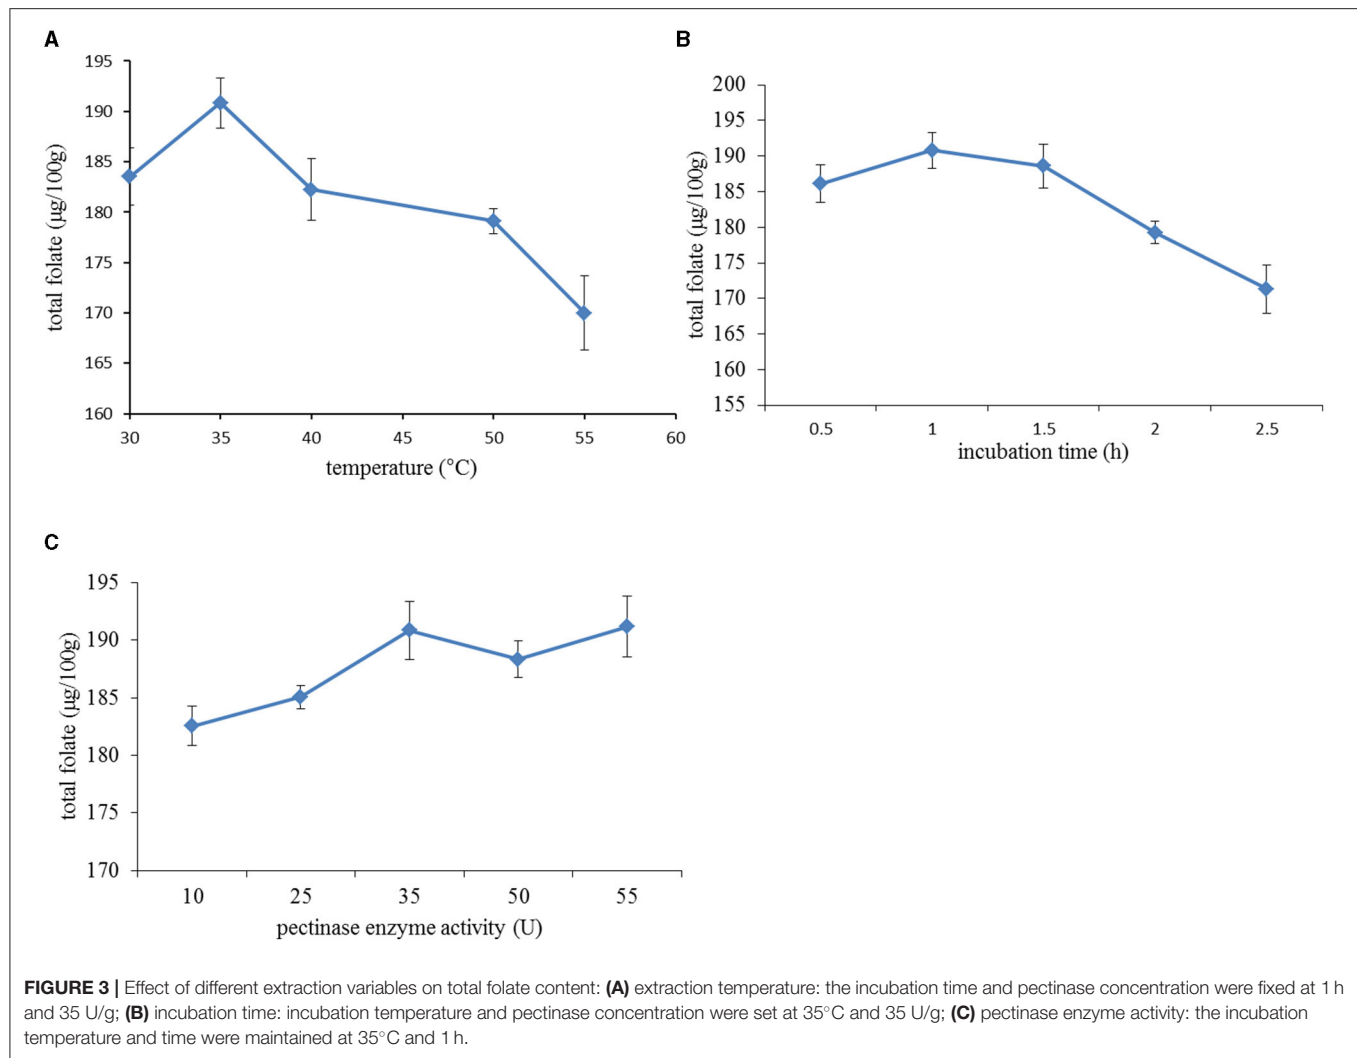 A
195
190
185
180
175
170
165
160
30 35 40 45 50 55 60
total folate (µg/100g)
temperature (°C)
B
200
195
190
185
180
175
170
165
160
155
0.5 1 1.5 2 2.5
total folate (µg/100g)
incubation time (h)
C
195
190
185
180
175
170
10 25 35 50 55
total folate (µg/100g)
pectinase enzyme activity (U)
FIGURE 3 | Effect of different extraction variables on total folate content: (A) extraction temperature: the incubation time and pectinase concentration were fixed at 1 h
and 35 U/g; (B) incubation time: incubation temperature and pectinase concentration were set at 35°C and 35 U/g; (C) pectinase enzyme activity: the incubation
temperature and time were maintained at 35°C and 1 h.